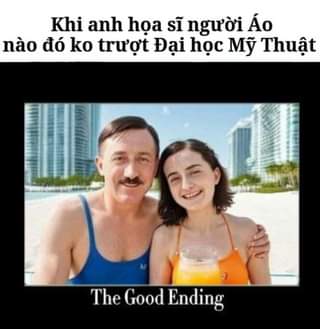 Khi anh họa sĩ người Áo
nào đó ko trượt Đại học Mỹ Thuật
The Good Ending